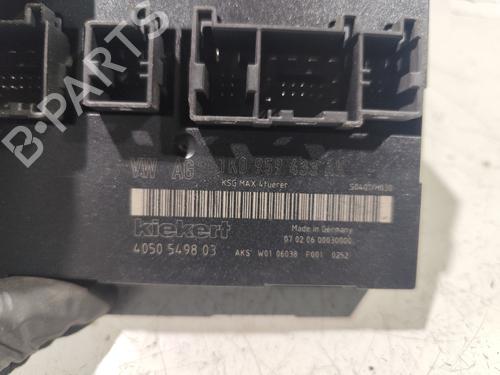 B-PARTS
VW AG 1K0 959 433
KSG MAX 4tuerer S0407/H030
kiekert Made in Germany
07 02 06 00030006
4050 5498 03 AKS W01 06038 F001 0252